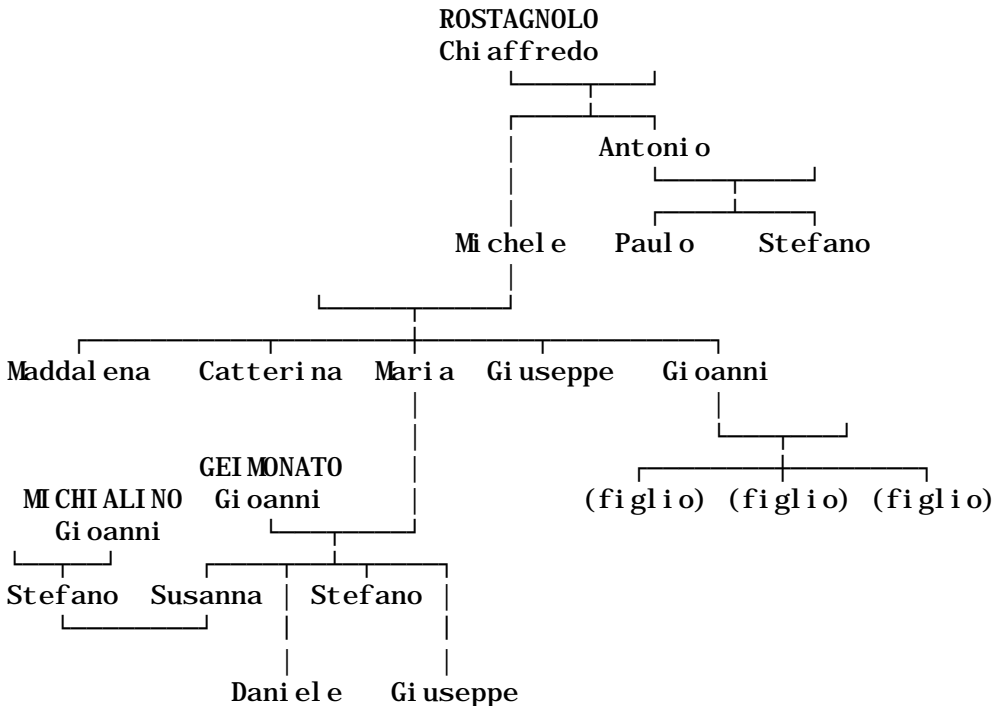 ROSTAGNOLO
Chiaffredo
Antonio
Michele Paulo Stefano
Maddalena Catterina Maria Giuseppe Gioanni
GEIMONATO
MICHIALINO Gioanni (figlio) (figlio) (figlio)
Gioanni
Stefano Susanna Stefano
Daniele Giuseppe